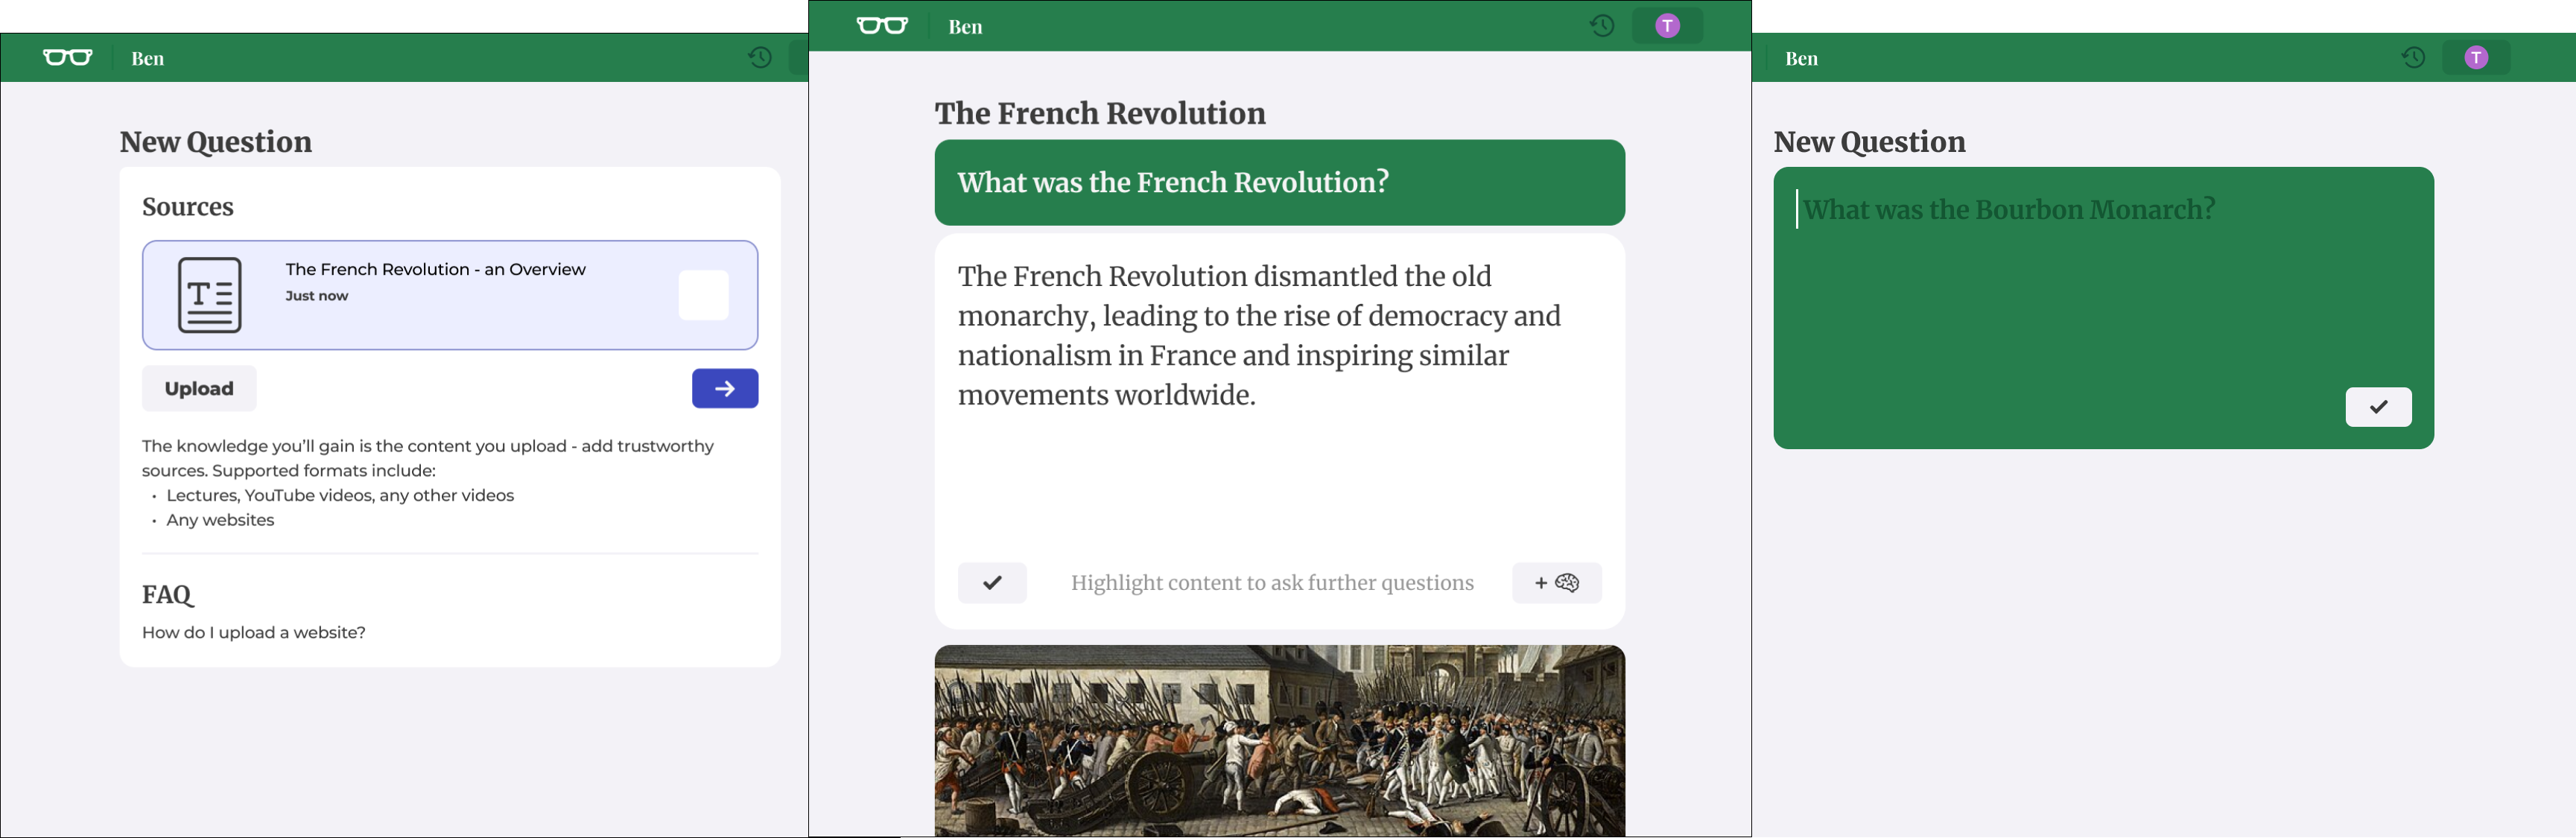 Ben
New Question
Sources
The French Revolution - an Overview
Just now
Upload
The knowledge you'll gain is the content you upload - add trustworthy
sources. Supported formats include:
• Lectures, YouTube videos, any other videos
• Any websites
FAQ
How do I upload a website?
Ben
T
The French Revolution
What was the French Revolution?
The French Revolution dismantled the old
monarchy, leading to the rise of democracy and
nationalism in France and inspiring similar
movements worldwide.
Highlight content to ask further questions
+
Ben
T
New Question
What was the Bourbon Monarch?